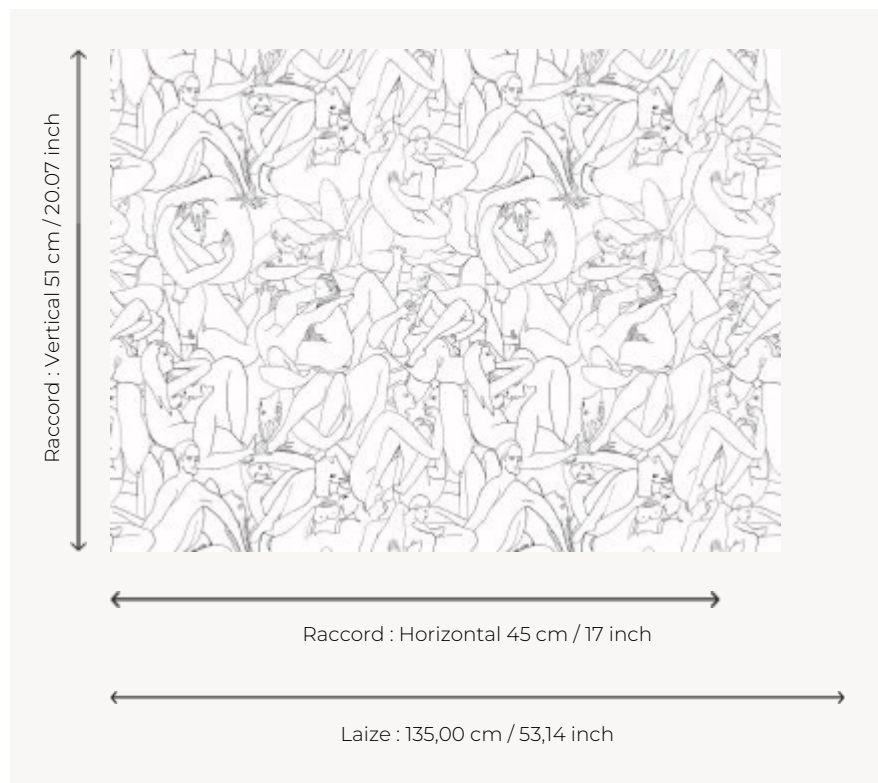 Raccord : Vertical 51 cm / 20.07 inch
Raccord : Horizontal 45 cm / 17 inch
Laize : 135,00 cm / 53,14 inch